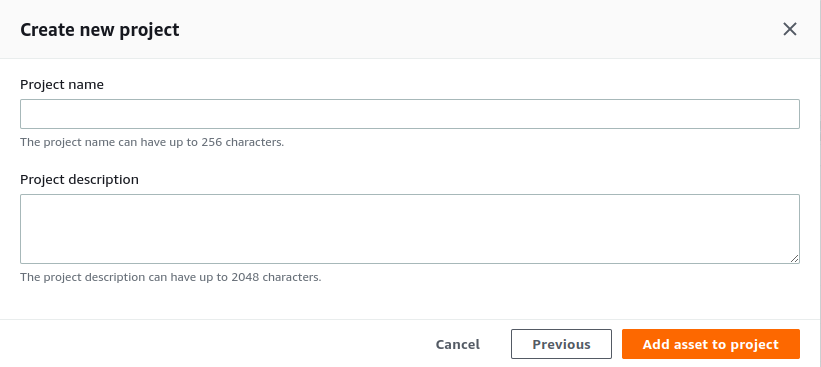 Create new project
Project name
The project name can have up to 256 characters.
Project description
The project description can have up to 2048 characters.
Cancel Previous Add asset to project